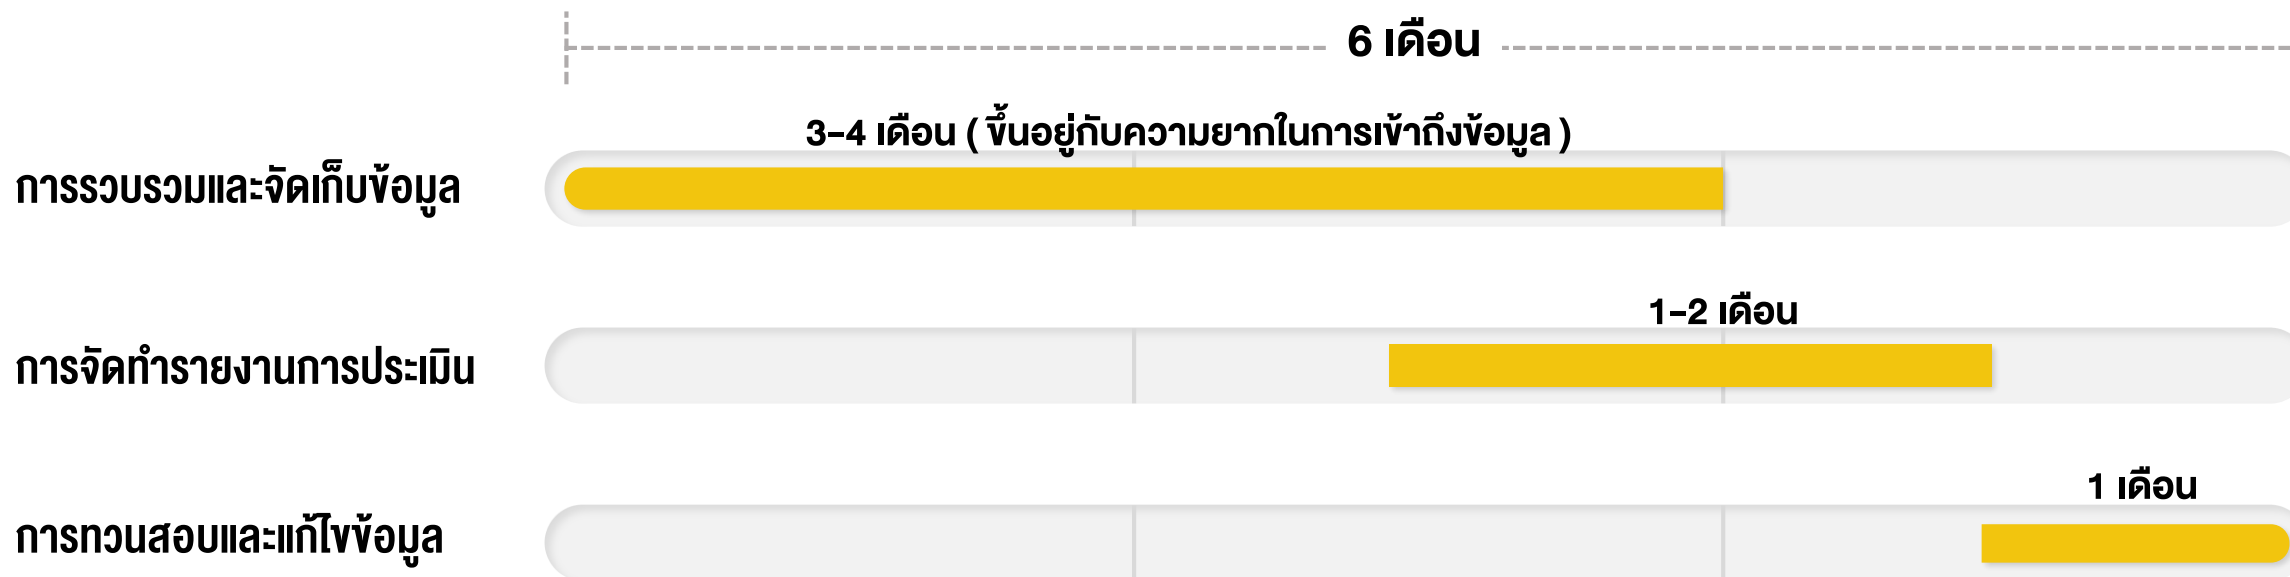 6 เดือน
3-4 เดือน ( ขึ้นอยู่กับความยากในการเข้าถึงข้อมูล )
การรวบรวมและจัดเก็บข้อมูล
1-2 เดือน
การจัดทำรายงานการประเมิน
1 เดือน
การทวนสอบและแก้ไขข้อมูล